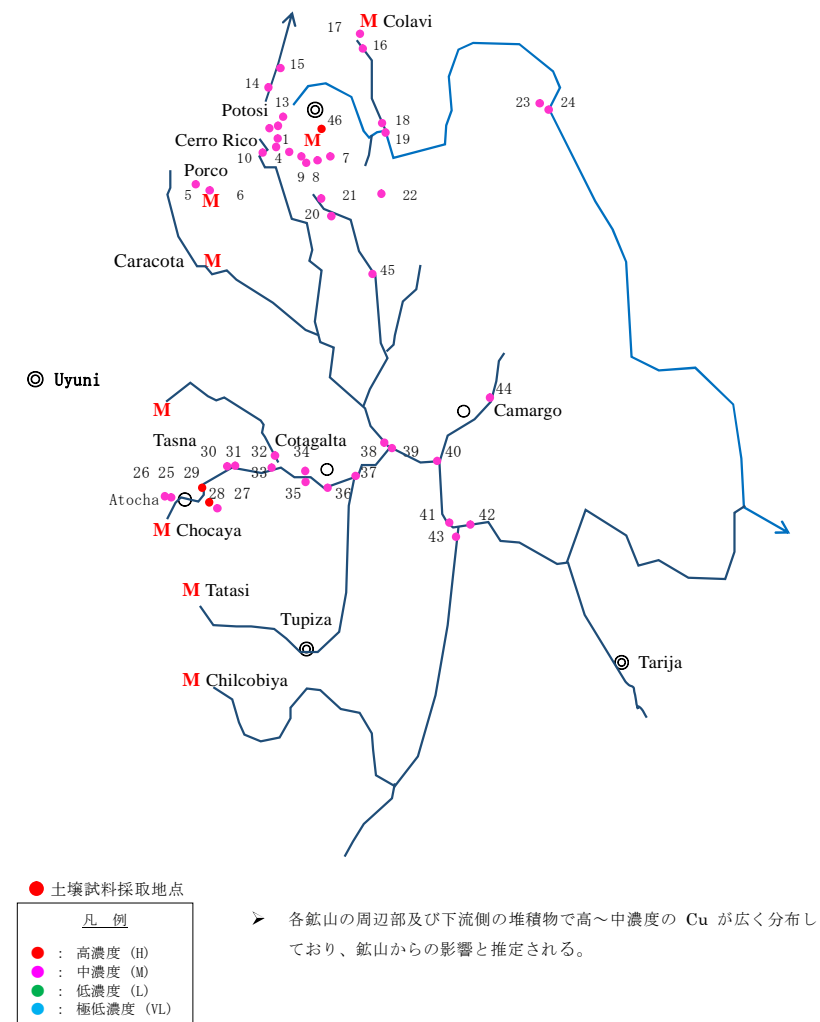 17
M Colavi
16
15
14
13
Potosi
46
23
24
18
M
Cerro Rico
1
19
10
4
7
Porco
9
8
5
6
21
22
M
20
Caracota
M
45
Uyuni
44
M
Camargo
Tasna
Cotagalta
30
31
32
34
38
39
40
26
25
29
33
37
Atocha
28
27
35
36
M Chocaya
41
42
43
M Tatasi
Tupiza
Tarija
M Chilcobiya
土壌試料採取地点
凡 例
: 高濃度 (H)
: 中濃度 (M)
: 低濃度 (L)
: 極低濃度 (VL)
➢ 各鉱山の周辺部及び下流側の堆積物で高～中濃度の Cu が広く分布し
ており、鉱山からの影響と推定される。